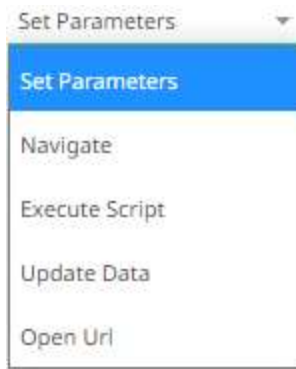 Set Parameters
Set Parameters
Navigate
Execute Script
Update Data
Open Url